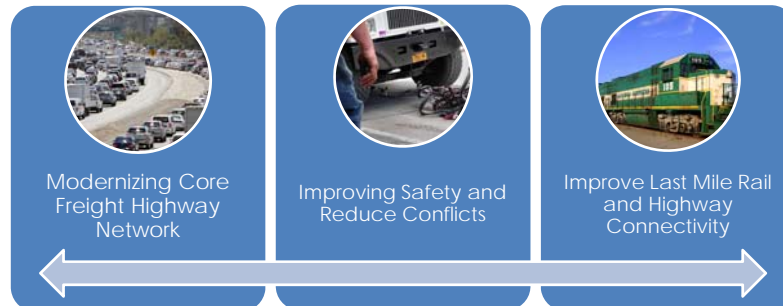 Modernizing Core
Freight Highway
Network
Improving Safety and
Reduce Conflicts
Improve Last Mile Rail
and Highway
Connectivity